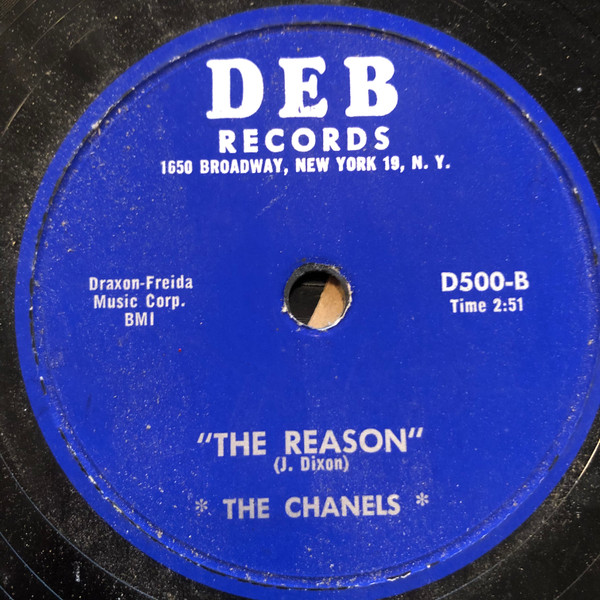 DEB
RECORDS
1650 BROADWAY, NEW YORK 19, N. Y.
Draxon-Freida
Music Corp.
BMI
D500-B
Time 2:51
"THE REASON"
(J. Dixon)
* THE CHANELS *